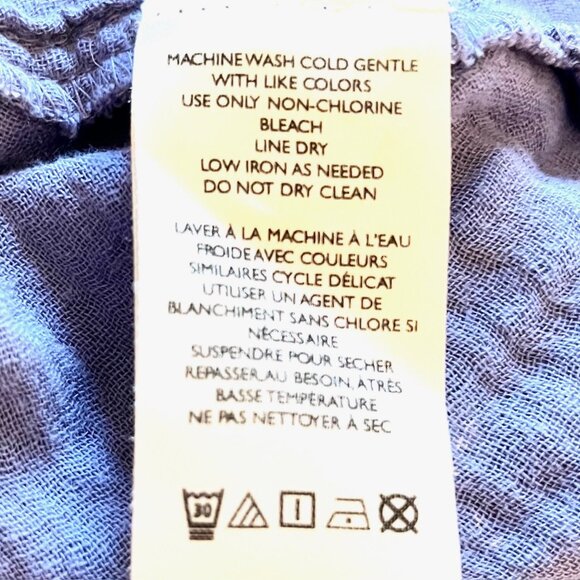 MACHINE WASH COLD GENTLE
WITH LIKE COLORS
USE ONLY NON-CHLORINE
BLEACH
LINE DRY
LOW IRON AS NEEDED
DO NOT DRY CLEAN
LAVER À LA MACHINE À L'EAU
FROIDE AVEC COULEURS
SIMILAIRES CYCLE DÉLICAT
UTILISER UN AGENT DE
BLANCHIMENT SANS CHLORE SI
NÉCESSAIRE
SUSPENDRE POUR SECHER
REPASSER, AU BESOIN, À TRÈS
BASSE TEMPÉRATURE
NE PAS NETTOYER À SEC
30